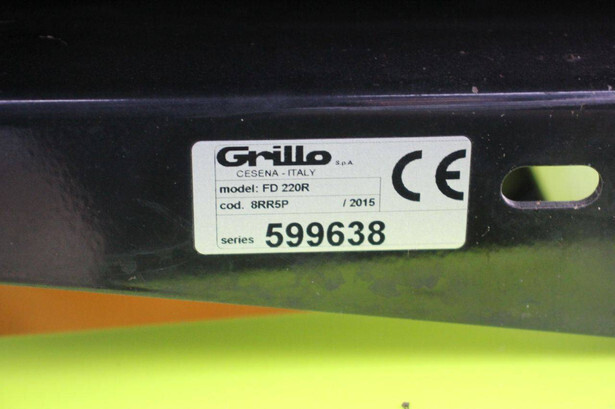 Grillo S.p.A.
CESENA - ITALY
model: FD 220R
cod. 8RR5P / 2015
series 599638
CE